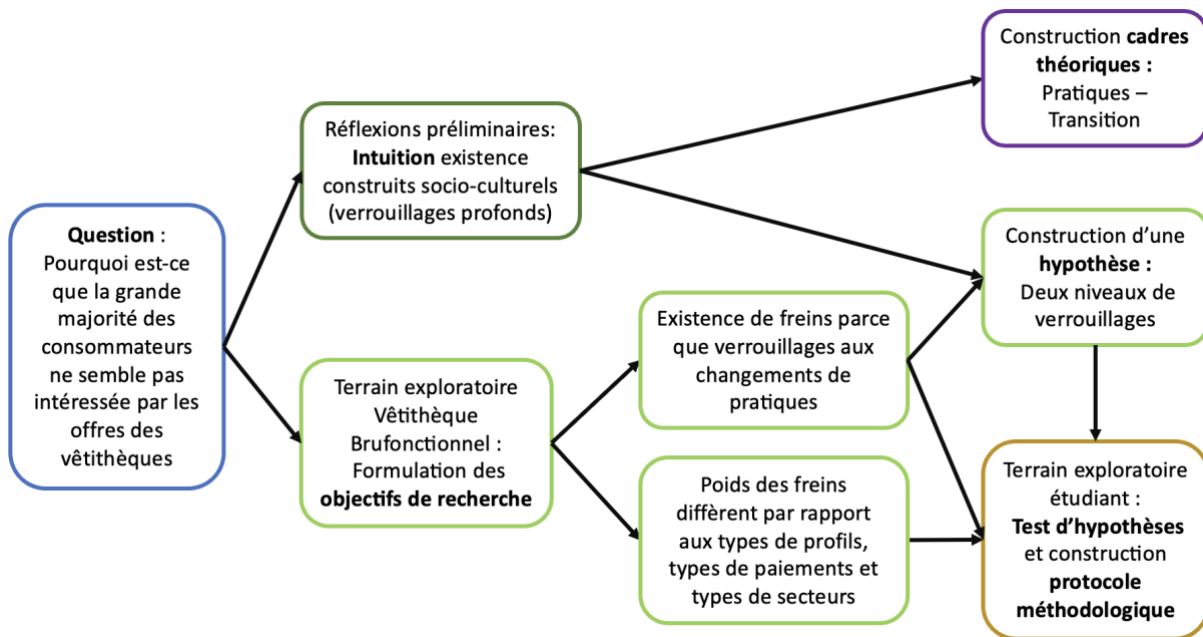 Question :
Pourquoi est-ce
que la grande
majorité des
consommateurs
ne semble pas
intéressée par les
offres des
vêtithèques
Réflexions préliminaires:
Intuition existence
construits socio-culturels
(verrouillages profonds)
Terrain exploratoire
Vêtithèque
Brufonctionnel :
Formulation des
objectifs de recherche
Existence de freins parce
que verrouillages aux
changements de
pratiques
Poids des freins
diffèrent par rapport
aux types de profils,
types de paiements et
types de secteurs
Construction cadres
théoriques :
Pratiques –
Transition
Construction d’une
hypothèse :
Deux niveaux de
verrouillages
Terrain exploratoire
étudiant :
Test d’hypothèses
et construction
protocole
méthodologique